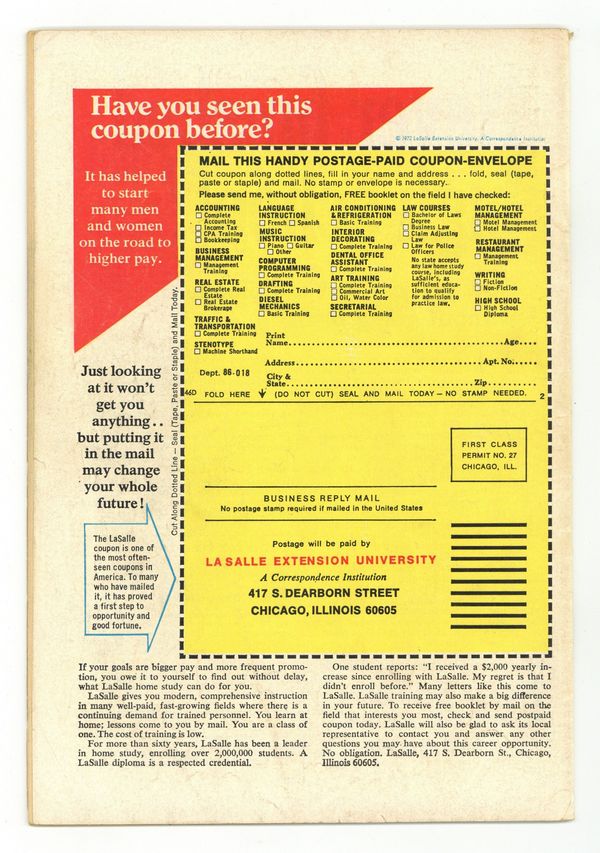 Have you seen this
coupon before?
© 1972 LaSalle Extension University, A Correspondence Institution
It has helped
to start
many men
and women
on the road to
higher pay.
Just looking
at it won't
get you
anything..
but putting it
in the mail
may change
your whole
future!
The LaSalle
coupon is one of
the most often-
seen coupons in
America. To many
who have mailed
it, it has proved
a first step to
opportunity and
good fortune.
Cut Along Dotted Line — Seal (Tape, Paste or Staple) and Mail Today.
MAIL THIS HANDY POSTAGE-PAID COUPON-ENVELOPE
Cut coupon along dotted lines, fill in your name and address . . . fold, seal (tape,
paste or staple) and mail. No stamp or envelope is necessary.
Please send me, without obligation, FREE booklet on the field I have checked:
ACCOUNTING
☐ Complete
Accounting
☐ Income Tax
☐ CPA Training
☐ Bookkeeping
BUSINESS
MANAGEMENT
☐ Management
Training
REAL ESTATE
☐ Complete Real
Estate
☐ Real Estate
Brokerage
TRAFFIC &
TRANSPORTATION
☐ Complete Training
STENOTYPE
☐ Machine Shorthand
LANGUAGE
INSTRUCTION
☐ French ☐ Spanish
MUSIC
INSTRUCTION
☐ Piano ☐ Guitar
☐ Other
COMPUTER
PROGRAMMING
☐ Complete Training
DRAFTING
☐ Complete Training
DIESEL
MECHANICS
☐ Basic Training
AIR CONDITIONING
& REFRIGERATION
☐ Basic Training
INTERIOR
DECORATING
☐ Complete Training
DENTAL OFFICE
ASSISTANT
☐ Complete Training
ART TRAINING
☐ Complete Training
☐ Commercial Art
☐ Oil, Water Color
SECRETARIAL
☐ Complete Training
LAW COURSES
☐ Bachelor of Laws
Degree
☐ Business Law
☐ Claim Adjusting
Law
☐ Law for Police
Officers
No state accepts
any law home study
course, including
LaSalle's, as
sufficient educa-
tion to qualify
for admission to
practice law.
MOTEL/HOTEL
MANAGEMENT
☐ Motel Management
☐ Hotel Management
RESTAURANT
MANAGEMENT
☐ Management
Training
WRITING
☐ Fiction
☐ Non-Fiction
HIGH SCHOOL
☐ High School
Diploma
Print
Name..........Age....
Address..........Apt. No......
Dept. 86-018
City &
State..........Zip..........
46D FOLD HERE ↓ (DO NOT CUT) SEAL AND MAIL TODAY — NO STAMP NEEDED. 2
FIRST CLASS
PERMIT NO. 27
CHICAGO, ILL.
BUSINESS REPLY MAIL
No postage stamp required if mailed in the United States
Postage will be paid by
LA SALLE EXTENSION UNIVERSITY
A Correspondence Institution
417 S. DEARBORN STREET
CHICAGO, ILLINOIS 60605
If your goals are bigger pay and more frequent promo-
tion, you owe it to yourself to find out without delay,
what LaSalle home study can do for you.
LaSalle gives you modern, comprehensive instruction
in many well-paid, fast-growing fields where there is a
continuing demand for trained personnel. You learn at
home; lessons come to you by mail. You are a class of
one. The cost of training is low.
For more than sixty years, LaSalle has been a leader
in home study, enrolling over 2,000,000 students. A
LaSalle diploma is a respected credential.
One student reports: "I received a $2,000 yearly in-
crease since enrolling with LaSalle. My regret is that I
didn't enroll before." Many letters like this come to
LaSalle. LaSalle training may also make a big difference
in your future. To receive free booklet by mail on the
field that interests you most, check and send postpaid
coupon today. LaSalle will also be glad to ask its local
representative to contact you and answer any other
questions you may have about this career opportunity.
No obligation. LaSalle, 417 S. Dearborn St., Chicago,
Illinois 60605.